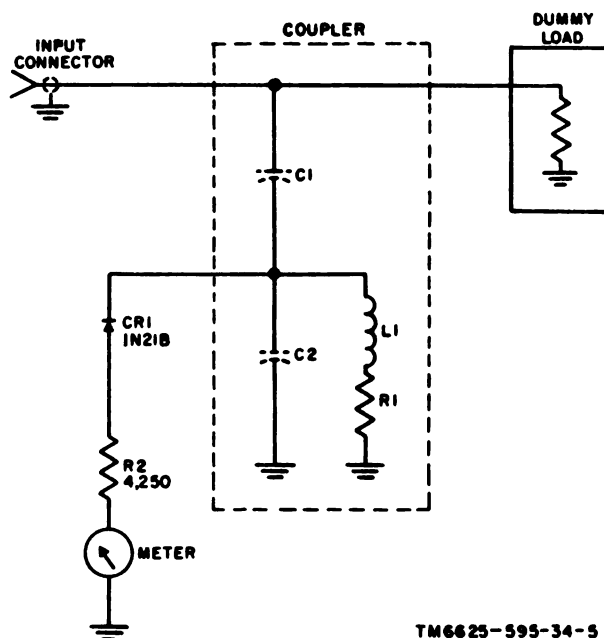 COUPLER
DUMMY
LOAD
INPUT
CONNECTOR
C1
CR1
1N21B
C2
L1
R1
R2
4,250
METER
TM6625-595-34-5